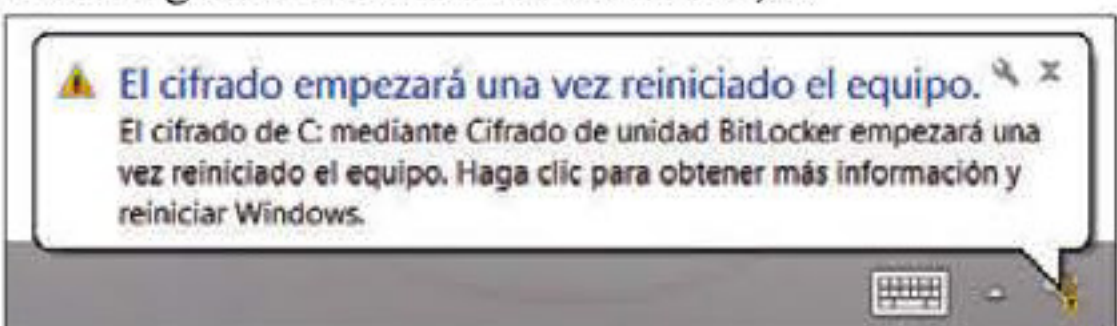 El cifrado empezará una vez reiniciado el equipo.
El cifrado de C: mediante Cifrado de unidad BitLocker empezará una
vez reiniciado el equipo. Haga clic para obtener más información y
reiniciar Windows.